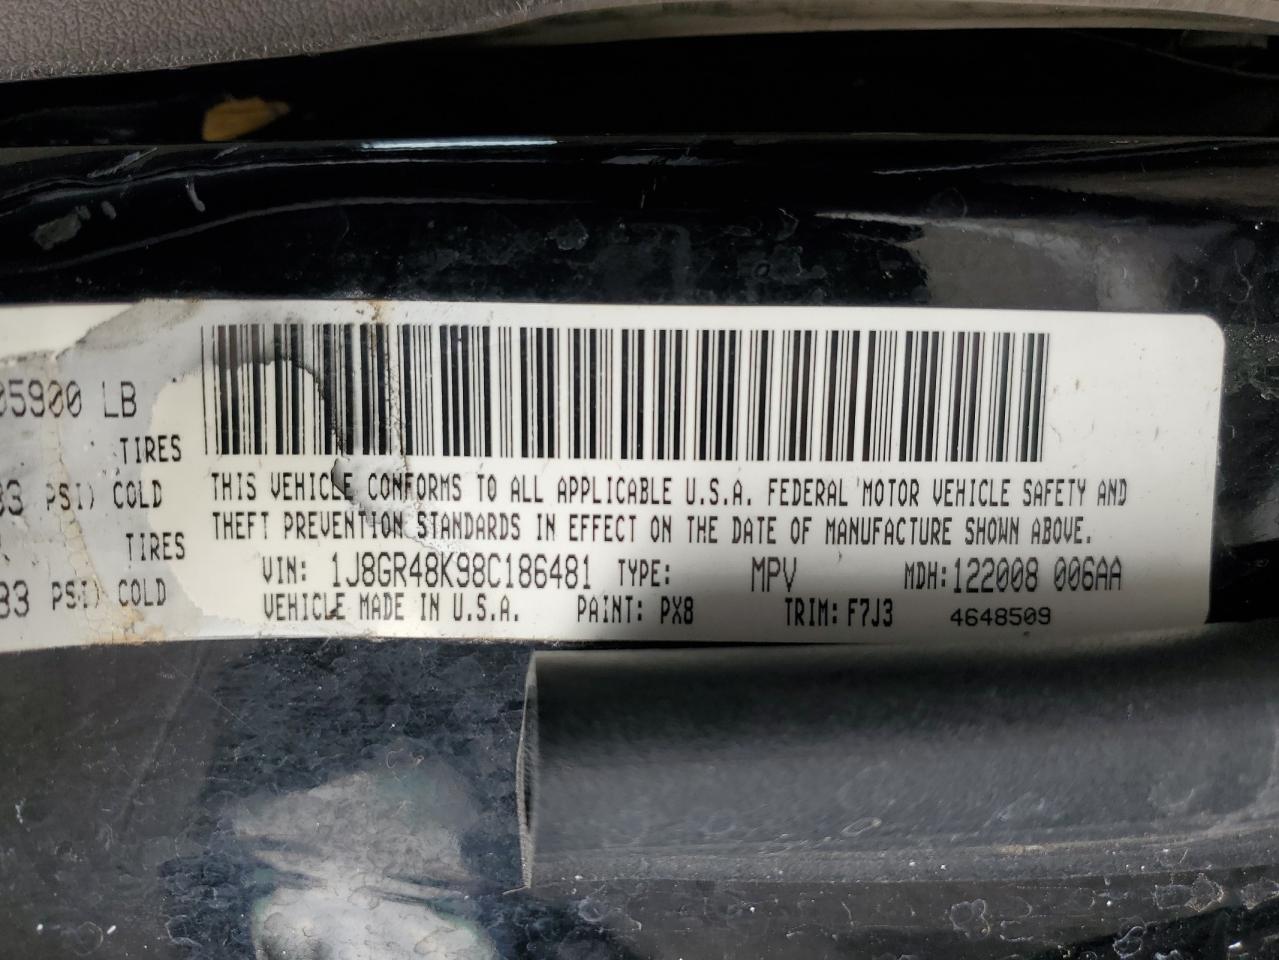 5900 LB
TIRES
PSI) COLD
TIRES
33 PSI) COLD
THIS VEHICLE CONFORMS TO ALL APPLICABLE U.S.A. FEDERAL MOTOR VEHICLE SAFETY AND
THEFT PREVENTION STANDARDS IN EFFECT ON THE DATE OF MANUFACTURE SHOWN ABOVE.
VIN: 1J8GR48K98C186481 TYPE: MPV MDH:122008 006AA
VEHICLE MADE IN U.S.A. PAINT: PX8 TRIM: F7J3 4648509